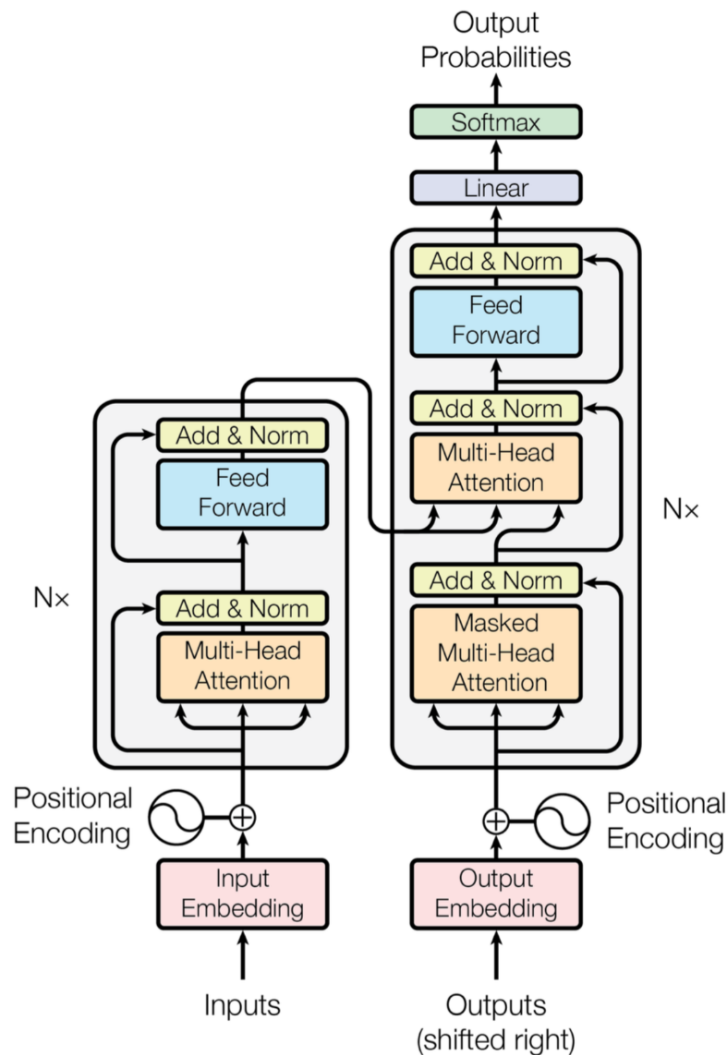 Output
Probabilities
Softmax
Linear
Add & Norm
Feed
Forward
Add & Norm
Multi-Head
Attention
Add & Norm
Masked
Multi-Head
Attention
Nx
Add & Norm
Feed
Forward
Add & Norm
Multi-Head
Attention
N×
Positional
Encoding
Positional
Encoding
Input
Embedding
Output
Embedding
Inputs
Outputs
(shifted right)